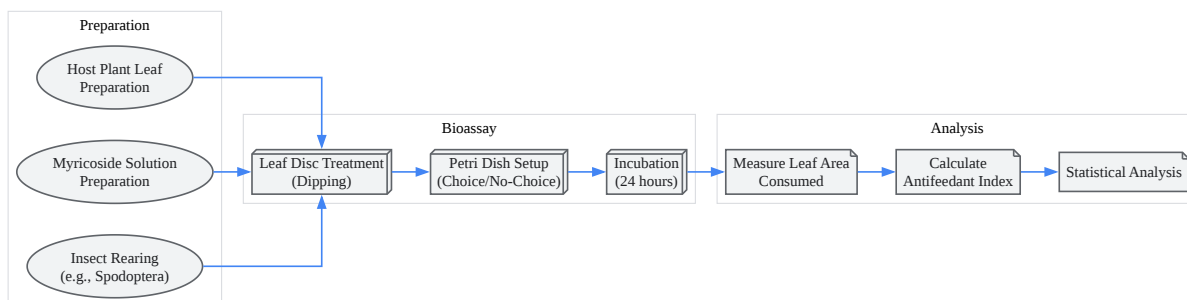 Preparation
Host Plant Leaf
Preparation
Myricoside Solution
Preparation
Insect Rearing
(e.g., Spodoptera)
Bioassay
Leaf Disc Treatment
(Dipping)
Petri Dish Setup
(Choice/No-Choice)
Incubation
(24 hours)
Analysis
Measure Leaf Area
Consumed
Calculate
Antifeedant Index
Statistical Analysis